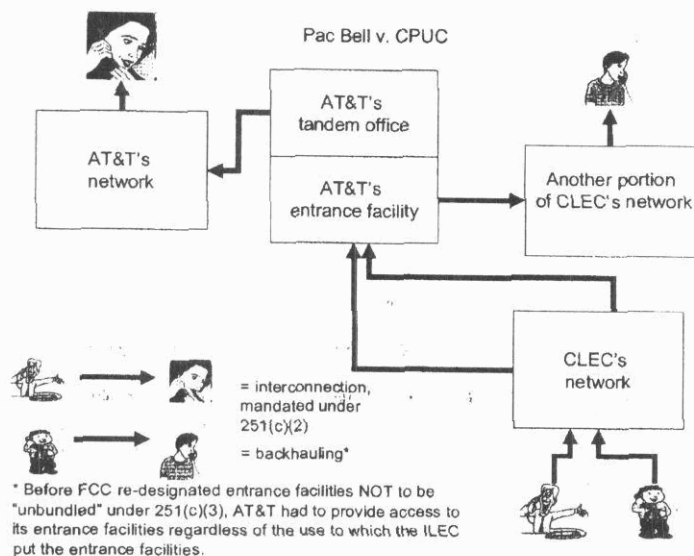 Pac Bell v. CPUC
AT&T's
tandem office
AT&T's
network
AT&T's
entrance facility
Another portion
of CLEC's network
CLEC's
network
= interconnection,
mandated under
251(c)(2)
= backhauling*
* Before FCC re-designated entrance facilities NOT to be
"unbundled" under 251(c)(3), AT&T had to provide access to
its entrance facilities regardless of the use to which the ILEC
put the entrance facilities.